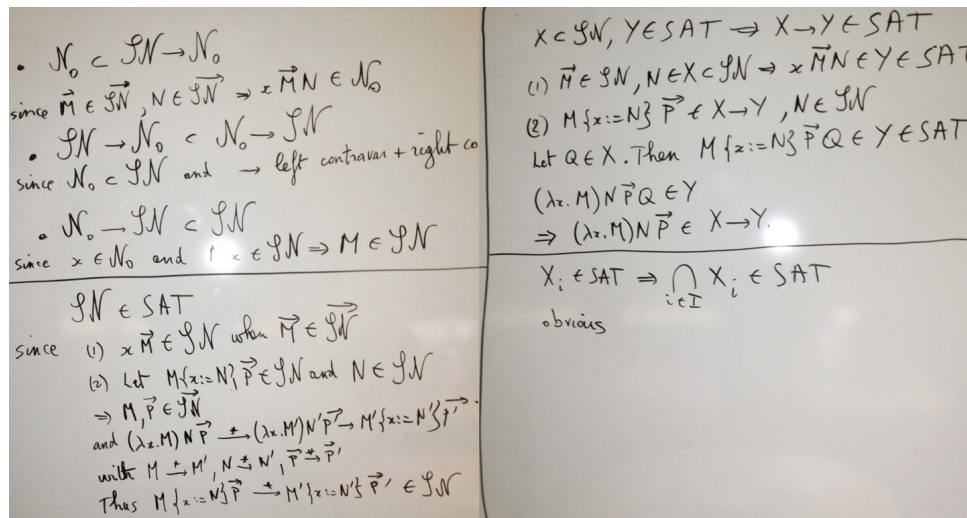 • 𝒩₀ ⊂ 𝒮𝒩 → 𝒩₀
since M⃗ ∈ 𝒮𝒩⃗, N ∈ 𝒮𝒩⃗ ⇒ x M⃗ N ∈ 𝒩₀
• 𝒮𝒩 → 𝒩₀ ⊂ 𝒩₀ → 𝒮𝒩
since 𝒩₀ ⊂ 𝒮𝒩 and → left contravar + right co
• 𝒩₀ → 𝒮𝒩 ⊂ 𝒮𝒩
since x ∈ 𝒩₀ and x ∈ 𝒮𝒩 ⇒ M ∈ 𝒮𝒩
𝒮𝒩 ∈ SAT
since (1) x M⃗ ∈ 𝒮𝒩 when M⃗ ∈ 𝒮𝒩⃗
(2) Let M{x:=N} P⃗ ∈ 𝒮𝒩 and N ∈ 𝒮𝒩
⇒ M, P⃗ ∈ 𝒮𝒩⃗
and (λx.M) N P⃗ →* (λx.M')N'P⃗' → M'{x:=N'}P⃗'
with M →* M', N →* N', P⃗ →* P⃗'
Thus M{x:=N}P⃗ →* M'{x:=N'} P⃗' ∈ 𝒮𝒩
X ⊂ 𝒮𝒩, Y ∈ SAT ⇒ X → Y ∈ SAT
(1) M⃗ ∈ 𝒮𝒩, N ∈ X ⊂ 𝒮𝒩 ⇒ x M⃗ N ∈ Y ∈ SAT
(2) M{x:=N} P⃗ ∈ X → Y, N ∈ 𝒮𝒩
Let Q ∈ X. Then M{x:=N} P⃗ Q ∈ Y ∈ SAT
(λx.M) N P⃗ Q ∈ Y
⇒ (λx.M) N P⃗ ∈ X → Y.
Xᵢ ∈ SAT ⇒ ⋂ Xᵢ ∈ SAT
i ∈ I
obvious